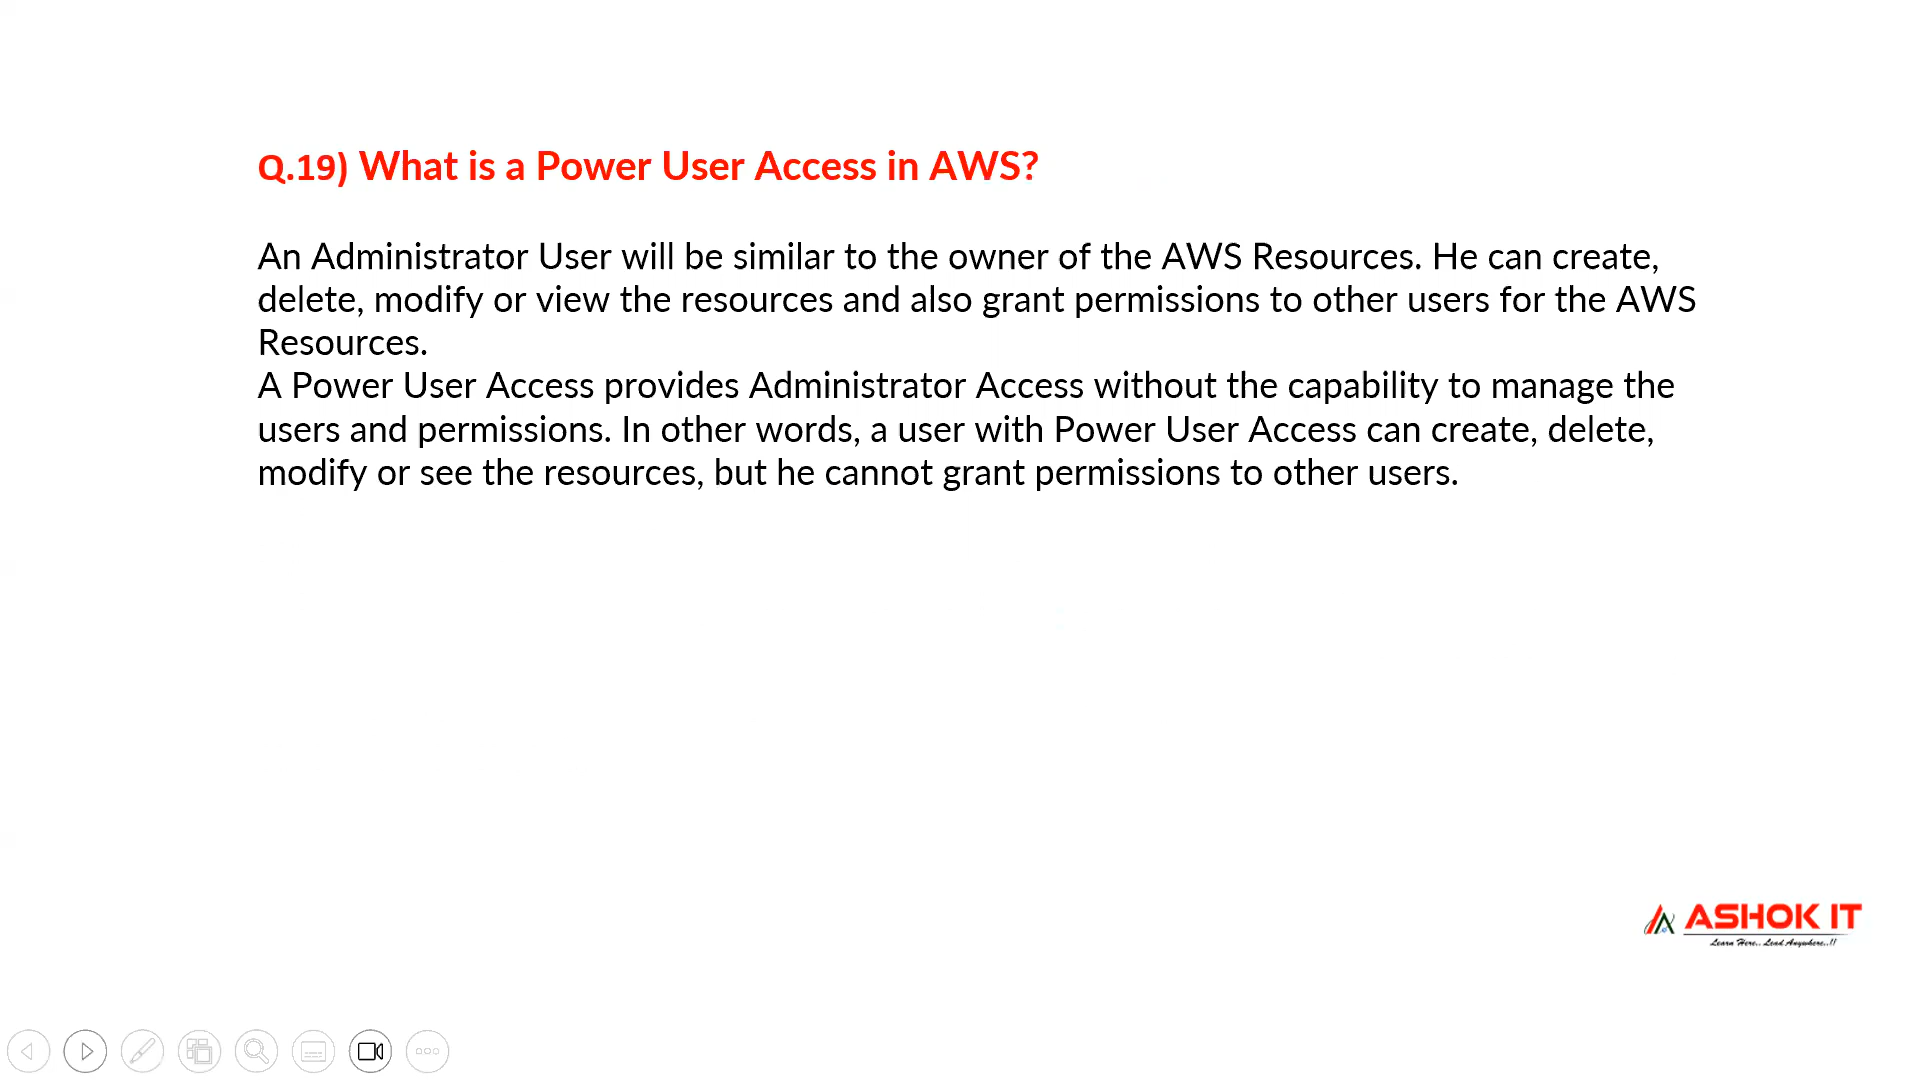 Q.19) What is a Power User Access in AWS?
An Administrator User will be similar to the owner of the AWS Resources. He can create,
delete, modify or view the resources and also grant permissions to other users for the AWS
Resources.
A Power User Access provides Administrator Access without the capability to manage the
users and permissions. In other words, a user with Power User Access can create, delete,
modify or see the resources, but he cannot grant permissions to other users.
ASHOK IT
Learn Here.. Lead Anywhere..!!